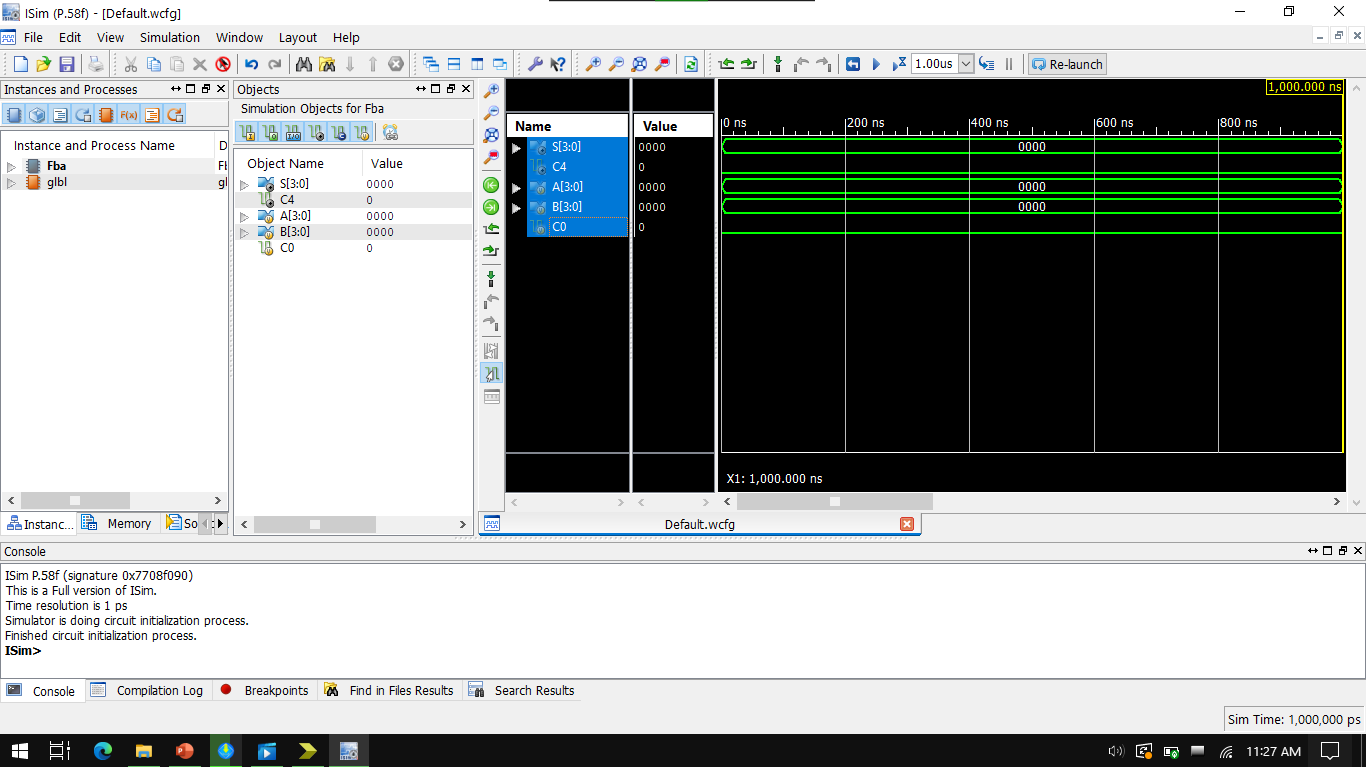 ISim (P.58f) - [Default.wcfg]
File Edit View Simulation Window Layout Help
1.00us Re-launch
Instances and Processes
Instance and Process Name D
Fba Fl
glbl gl
Instanc... Memory So
Objects
Simulation Objects for Fba
Object Name Value
S[3:0] 0000
C4 0
A[3:0] 0000
B[3:0] 0000
C0 0
Name Value
S[3:0] 0000
C4 0
A[3:0] 0000
B[3:0] 0000
C0 0
1,000.000 ns
0 ns 200 ns 400 ns 600 ns 800 ns
0000
0000
0000
X1: 1,000.000 ns
Default.wcfg
Console
ISim P.58f (signature 0x7708f090)
This is a Full version of ISim.
Time resolution is 1 ps
Simulator is doing circuit initialization process.
Finished circuit initialization process.
ISim>
Console Compilation Log Breakpoints Find in Files Results Search Results
Sim Time: 1,000,000 ps
11:27 AM